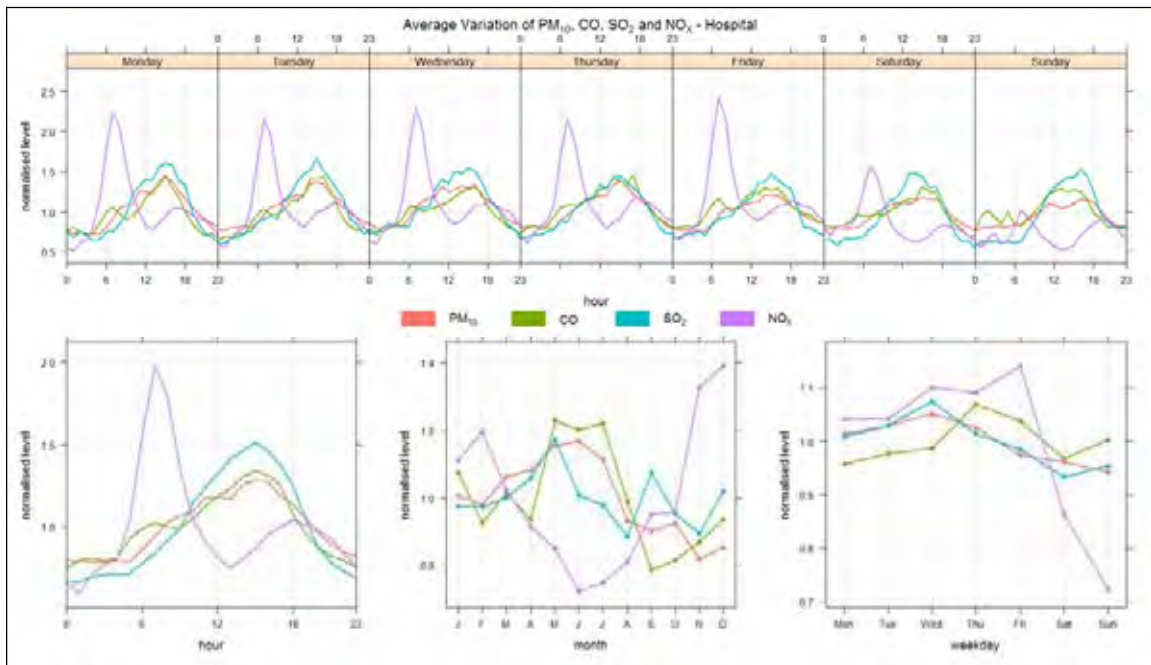 Average Variation of PM10, CO, SO2 and NOX - Hospital
0 6 12 18 23 0 6 12 18 23 0 6 12 18 23
Monday Tuesday Wednesday Thursday Friday Saturday Sunday
normalised level
2.5
2.0
1.5
1.0
0.5
0 6 12 18 23 0 6 12 18 23 0 6 12 18 23 0 6 12 18 23
hour
PM10 CO SO2 NOX
normalised level
2.0
1.5
1.0
0 6 12 18 23
hour
normalised level
1.4
1.2
1.0
0.8
J F M A M J J A S O N D
month
normalised level
1.1
1.0
0.9
0.8
0.7
Mon Tue Wed Thu Fri Sat Sun
weekday